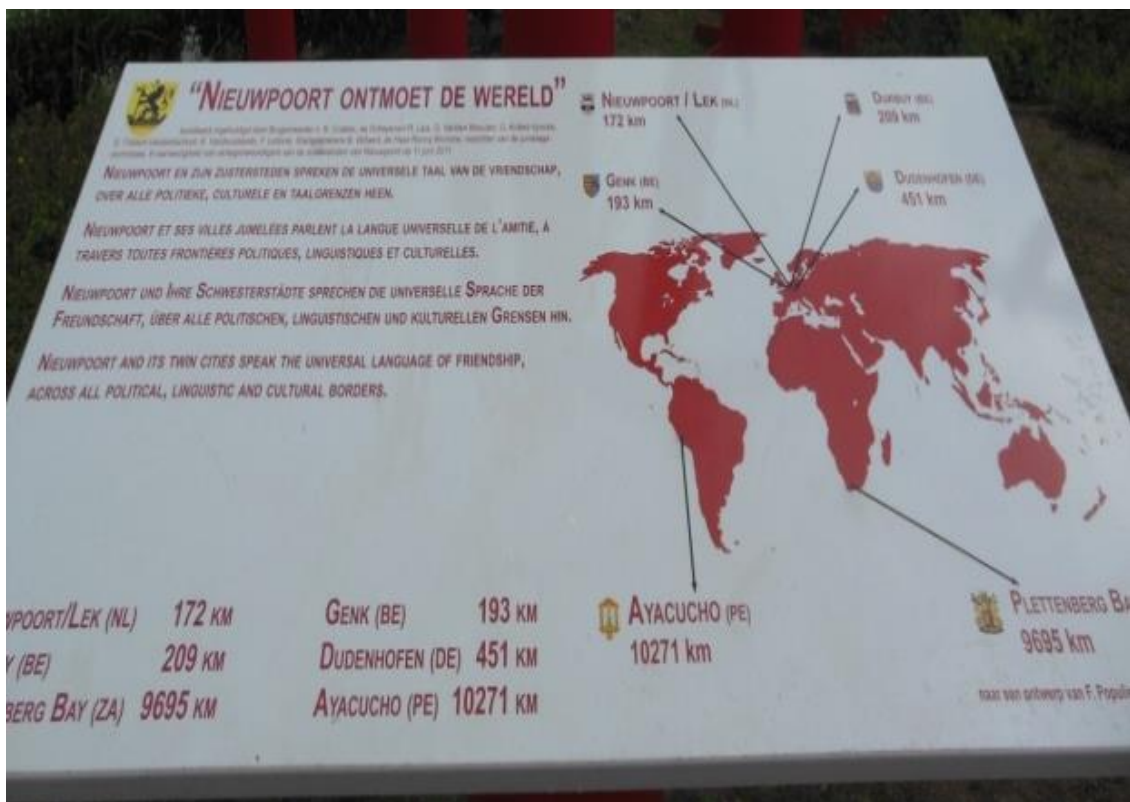 "NIEUWPOORT ONTMOET DE WERELD"
NIEUWPOORT EN ZIJN ZUSTERSTEDEN SPREKEN DE UNIVERSELE TAAL VAN DE VRIENDSCHAP,
OVER ALLE POLITIEKE, CULTURELE EN TAALGRENZEN HEEN.
NIEUWPOORT ET SES VILLES JUMELÉES PARLENT LA LANGUE UNIVERSELLE DE L'AMITIÉ, À
TRAVERS TOUTES FRONTIÈRES POLITIQUES, LINGUISTIQUES ET CULTURELLES.
NIEUWPOORT UND IHRE SCHWESTERSTÄDTE SPRECHEN DIE UNIVERSELLE SPRACHE DER
FREUNDSCHAFT, ÜBER ALLE POLITISCHEN, LINGUISTISCHEN UND KULTURELLEN GRENSEN HIN.
NIEUWPOORT AND ITS TWIN CITIES SPEAK THE UNIVERSAL LANGUAGE OF FRIENDSHIP,
ACROSS ALL POLITICAL, LINGUISTIC AND CULTURAL BORDERS.
NIEUWPOORT / LEK (NL)
172 km
DURBUY (BE)
209 km
GENK (BE)
193 km
DUDENHOFEN (DE)
451 km
AYACUCHO (PE)
10271 km
PLETTENBERG BA
9695 km
WPOORT/LEK (NL) 172 KM
Y (BE) 209 KM
BERG BAY (ZA) 9695 KM
GENK (BE) 193 KM
DUDENHOFEN (DE) 451 KM
AYACUCHO (PE) 10271 KM
naar een ontwerp van F. Populi